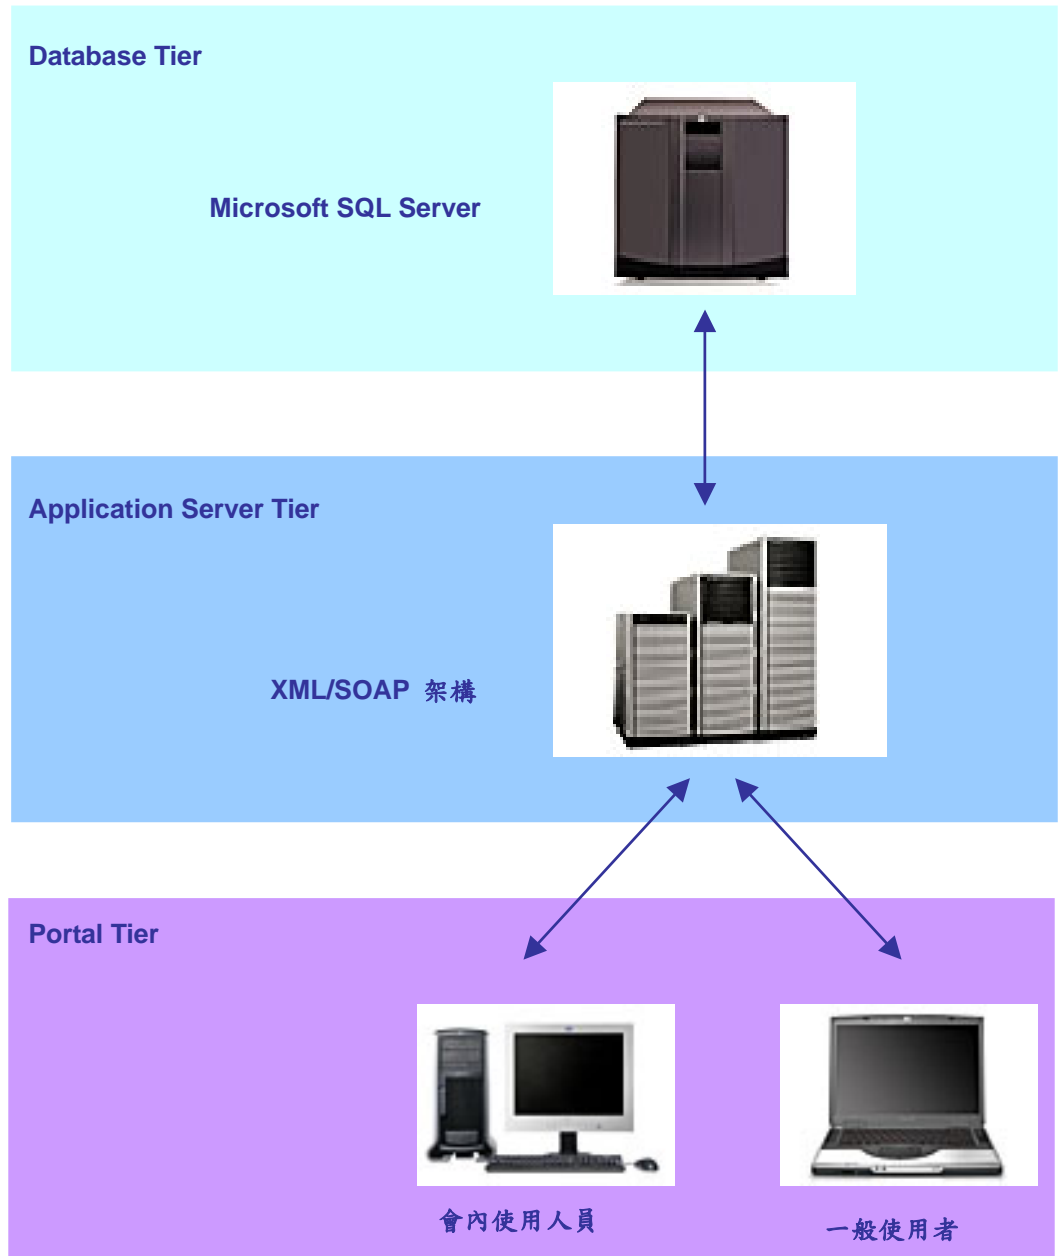 Database Tier
Microsoft SQL Server
Application Server Tier
XML/SOAP 架構
Portal Tier
會內使用人員
一般使用者